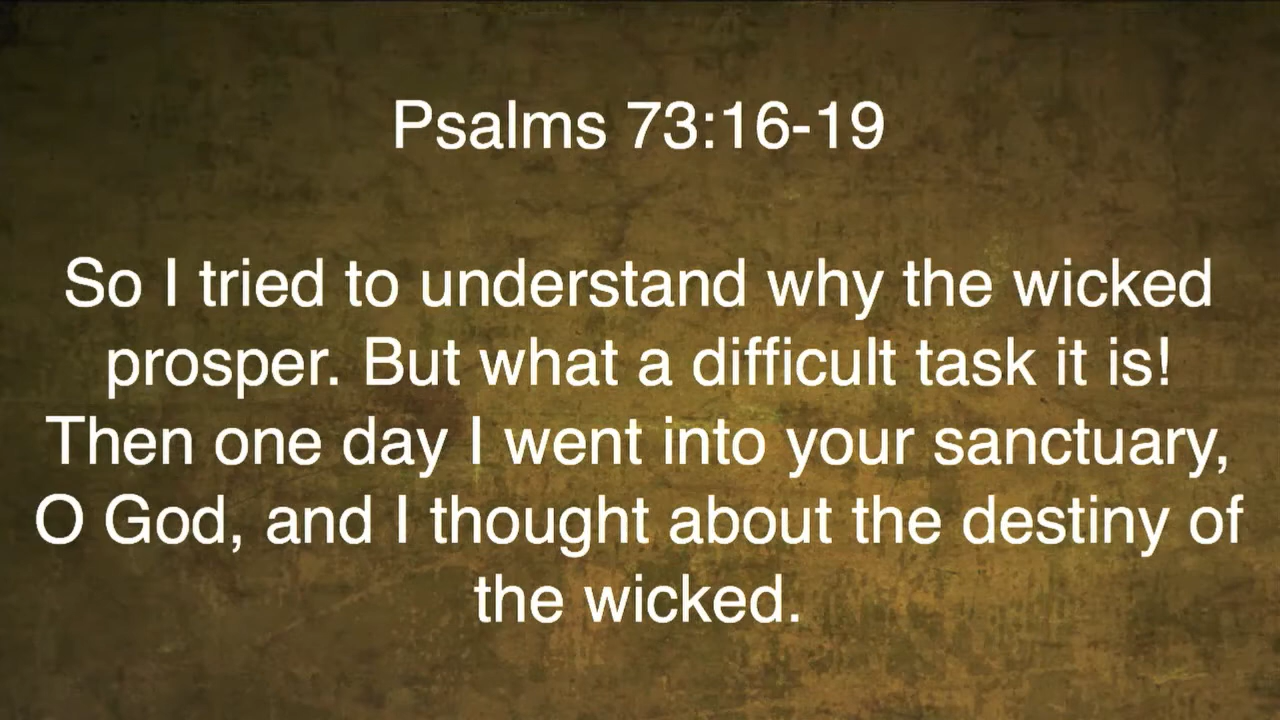 Psalms 73:16-19
So I tried to understand why the wicked
prosper. But what a difficult task it is!
Then one day I went into your sanctuary,
O God, and I thought about the destiny of
the wicked.